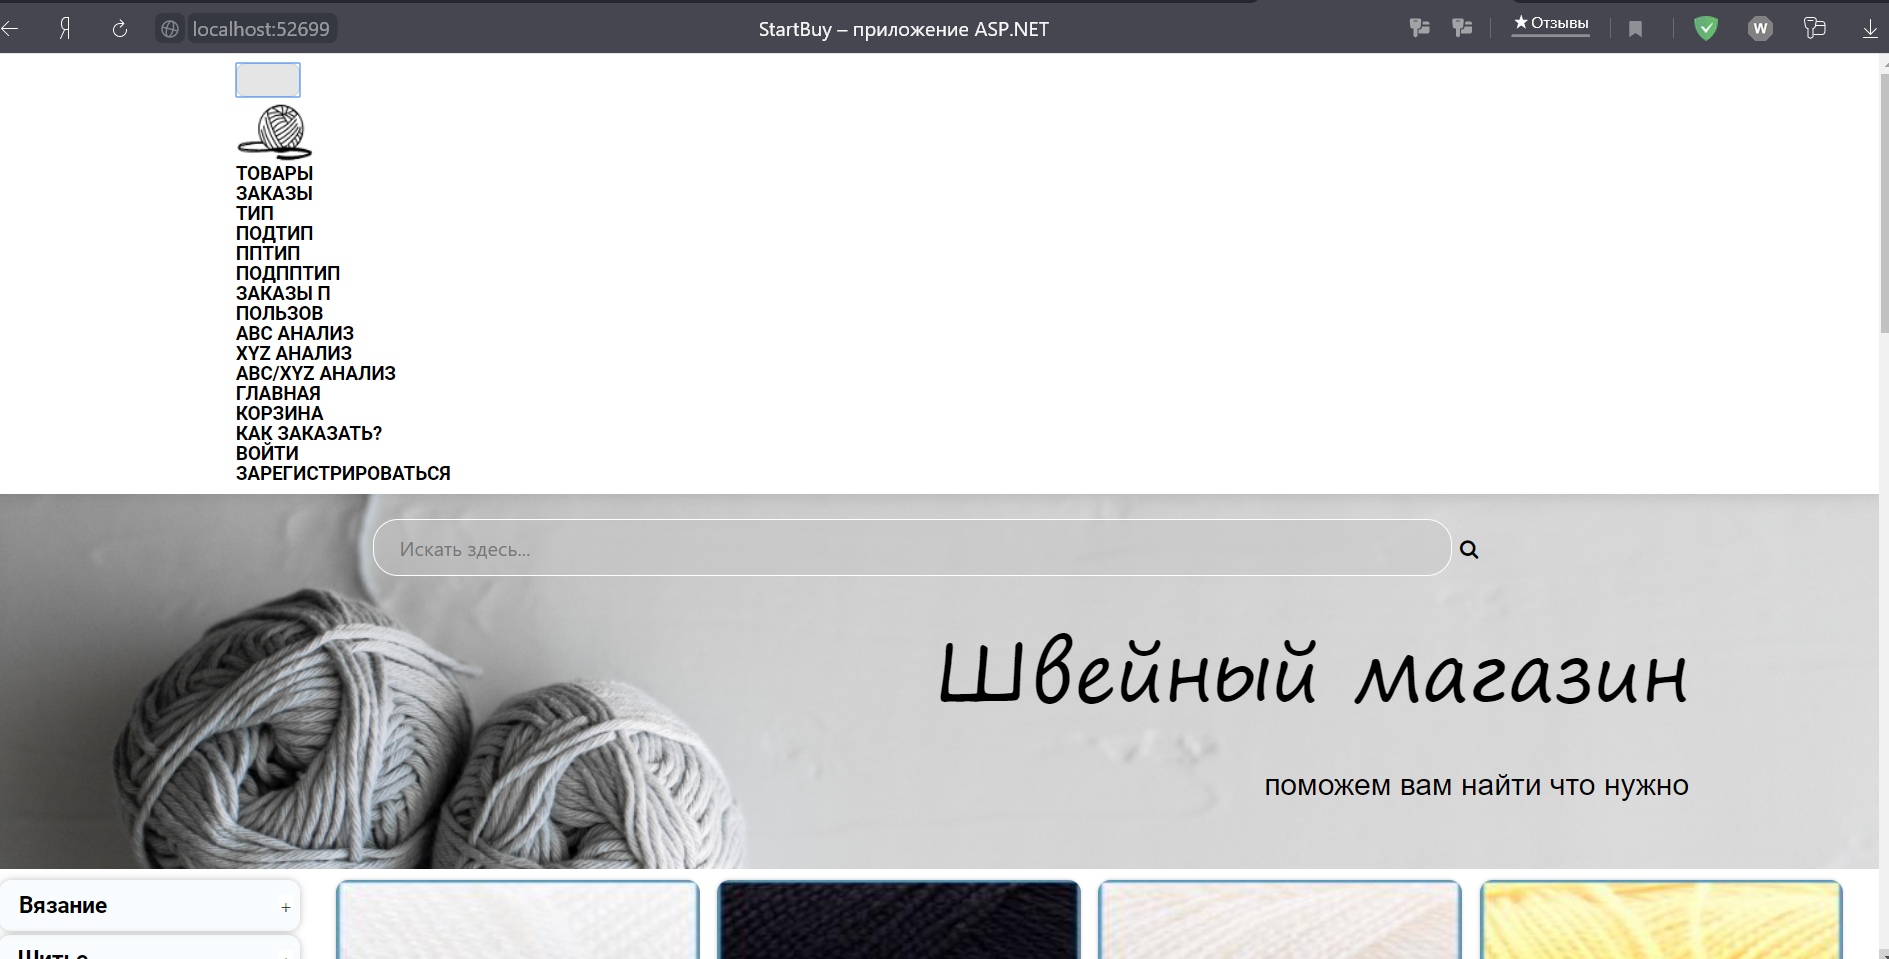 localhost:52699
StartBuy – приложение ASP.NET
★ Отзывы
W
ТОВАРЫ
ЗАКАЗЫ
ТИП
ПОДТИП
ППТИП
ПОДППТИП
ЗАКАЗЫ П
ПОЛЬЗОВ
ABC АНАЛИЗ
XYZ АНАЛИЗ
ABC/XYZ АНАЛИЗ
ГЛАВНАЯ
КОРЗИНА
КАК ЗАКАЗАТЬ?
ВОЙТИ
ЗАРЕГИСТРИРОВАТЬСЯ
Искать здесь...
Швейный магазин
поможем вам найти что нужно
Вязание +
Шитье